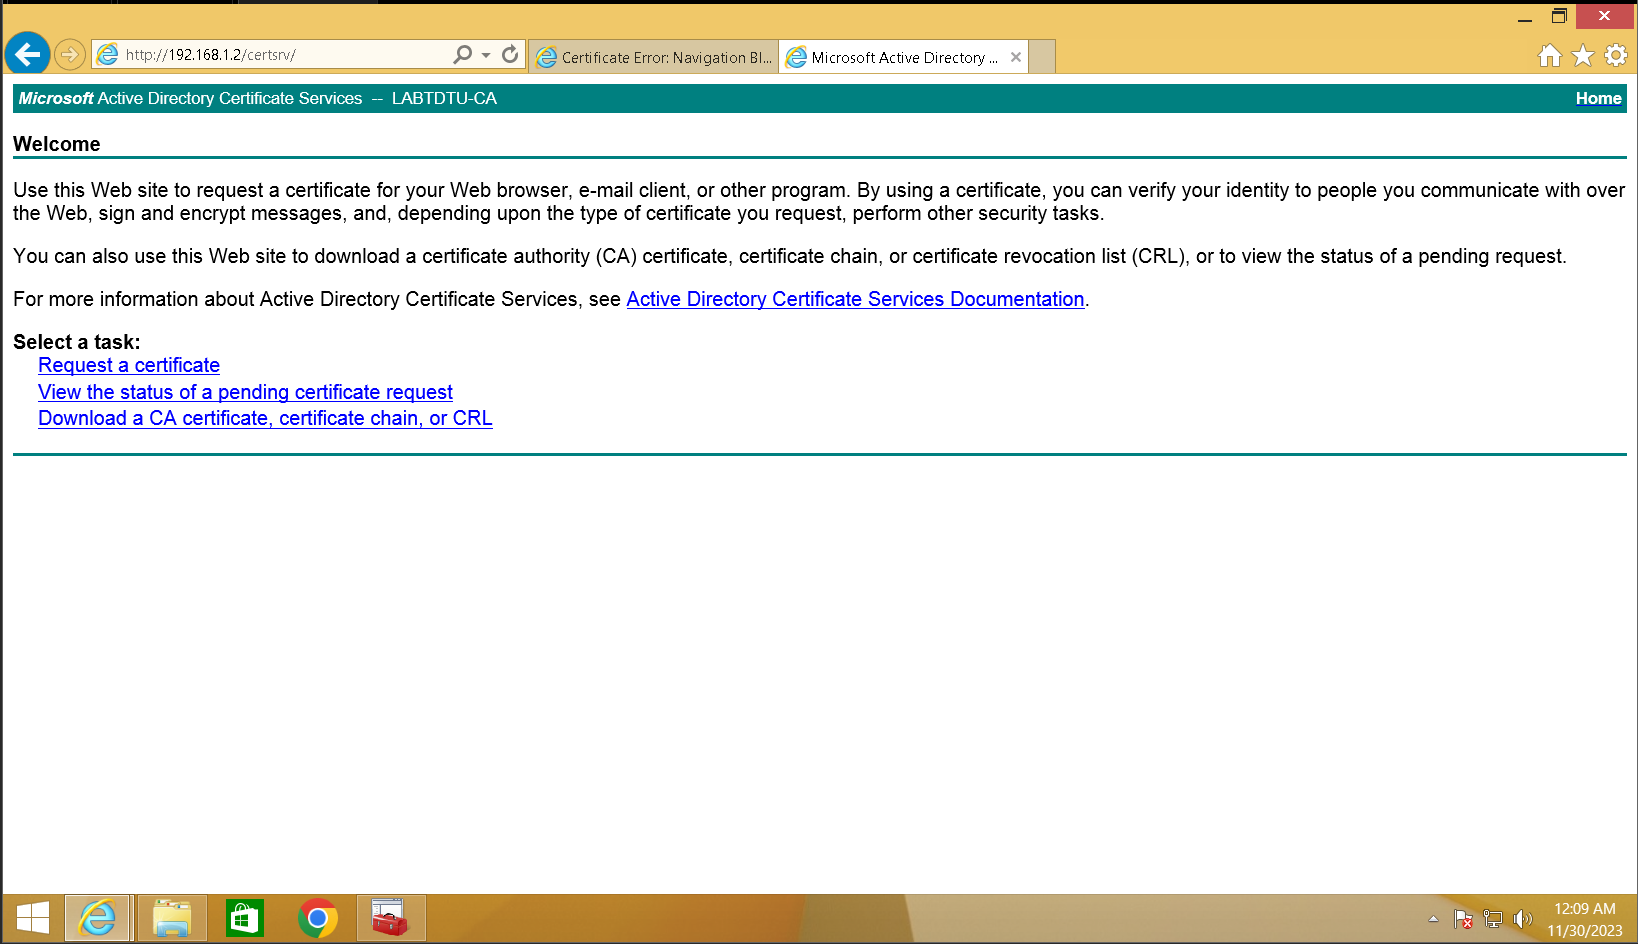 http://192.168.1.2/certsrv/
Certificate Error: Navigation Bl...
Microsoft Active Directory ...
Microsoft Active Directory Certificate Services -- LABTDTU-CA
Home
Welcome
Use this Web site to request a certificate for your Web browser, e-mail client, or other program. By using a certificate, you can verify your identity to people you communicate with over
the Web, sign and encrypt messages, and, depending upon the type of certificate you request, perform other security tasks.
You can also use this Web site to download a certificate authority (CA) certificate, certificate chain, or certificate revocation list (CRL), or to view the status of a pending request.
For more information about Active Directory Certificate Services, see Active Directory Certificate Services Documentation.
Select a task:
Request a certificate
View the status of a pending certificate request
Download a CA certificate, certificate chain, or CRL
12:09 AM
11/30/2023